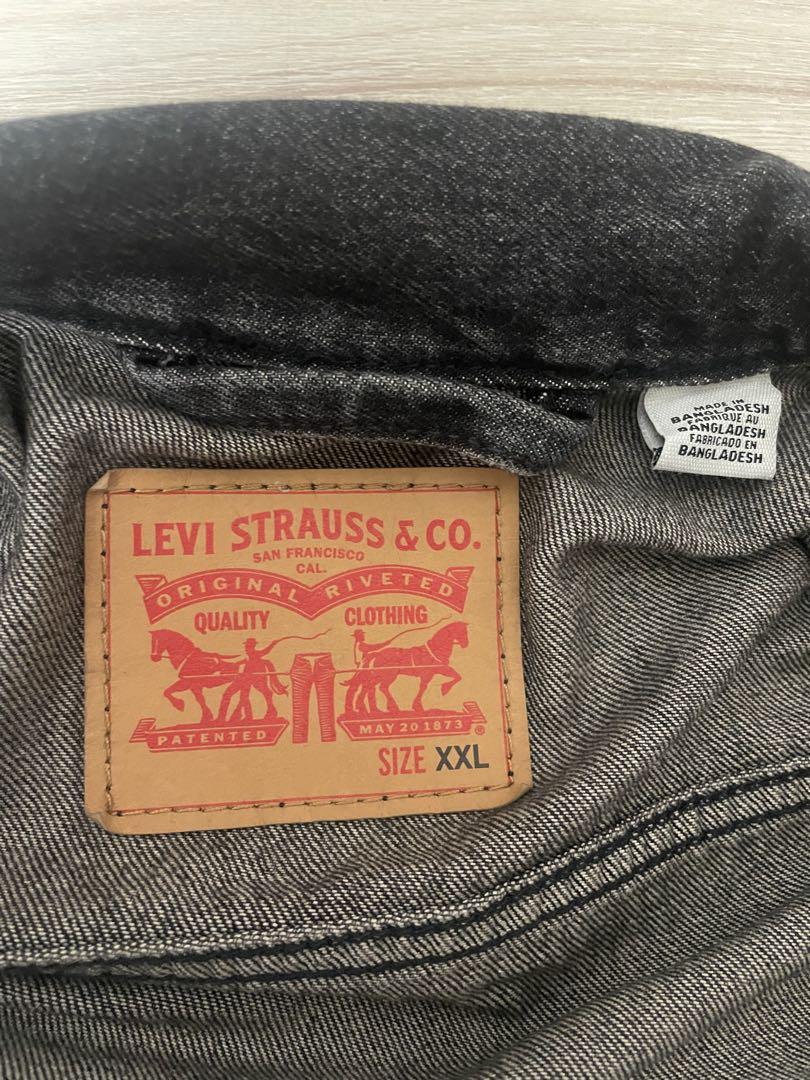 MADE IN
BANGLADESH
FABRIQUE AU
BANGLADESH
FABRICADO EN
BANGLADESH
LEVI STRAUSS & CO.
SAN FRANCISCO
CAL.
ORIGINAL RIVETED
QUALITY CLOTHING
PATENTED MAY 20 1873 ®
SIZE XXL